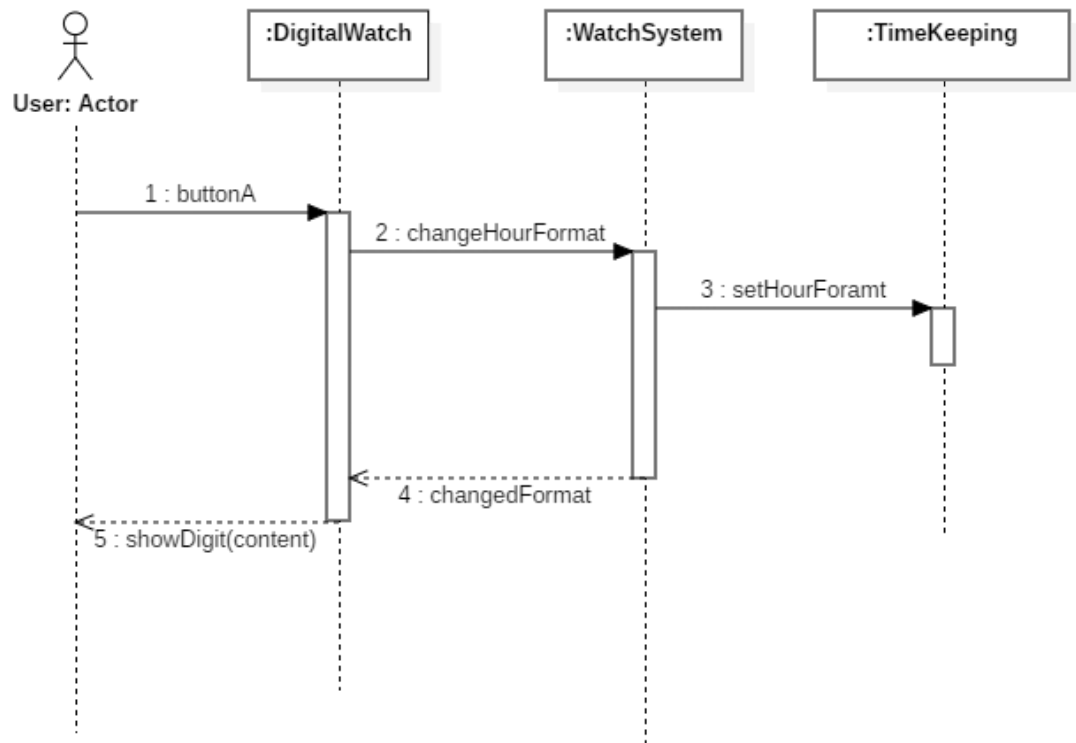 :DigitalWatch
:WatchSystem
:TimeKeeping
User: Actor
1 : buttonA
2 : changeHourFormat
3 : setHourForamt
4 : changedFormat
5 : showDigit(content)